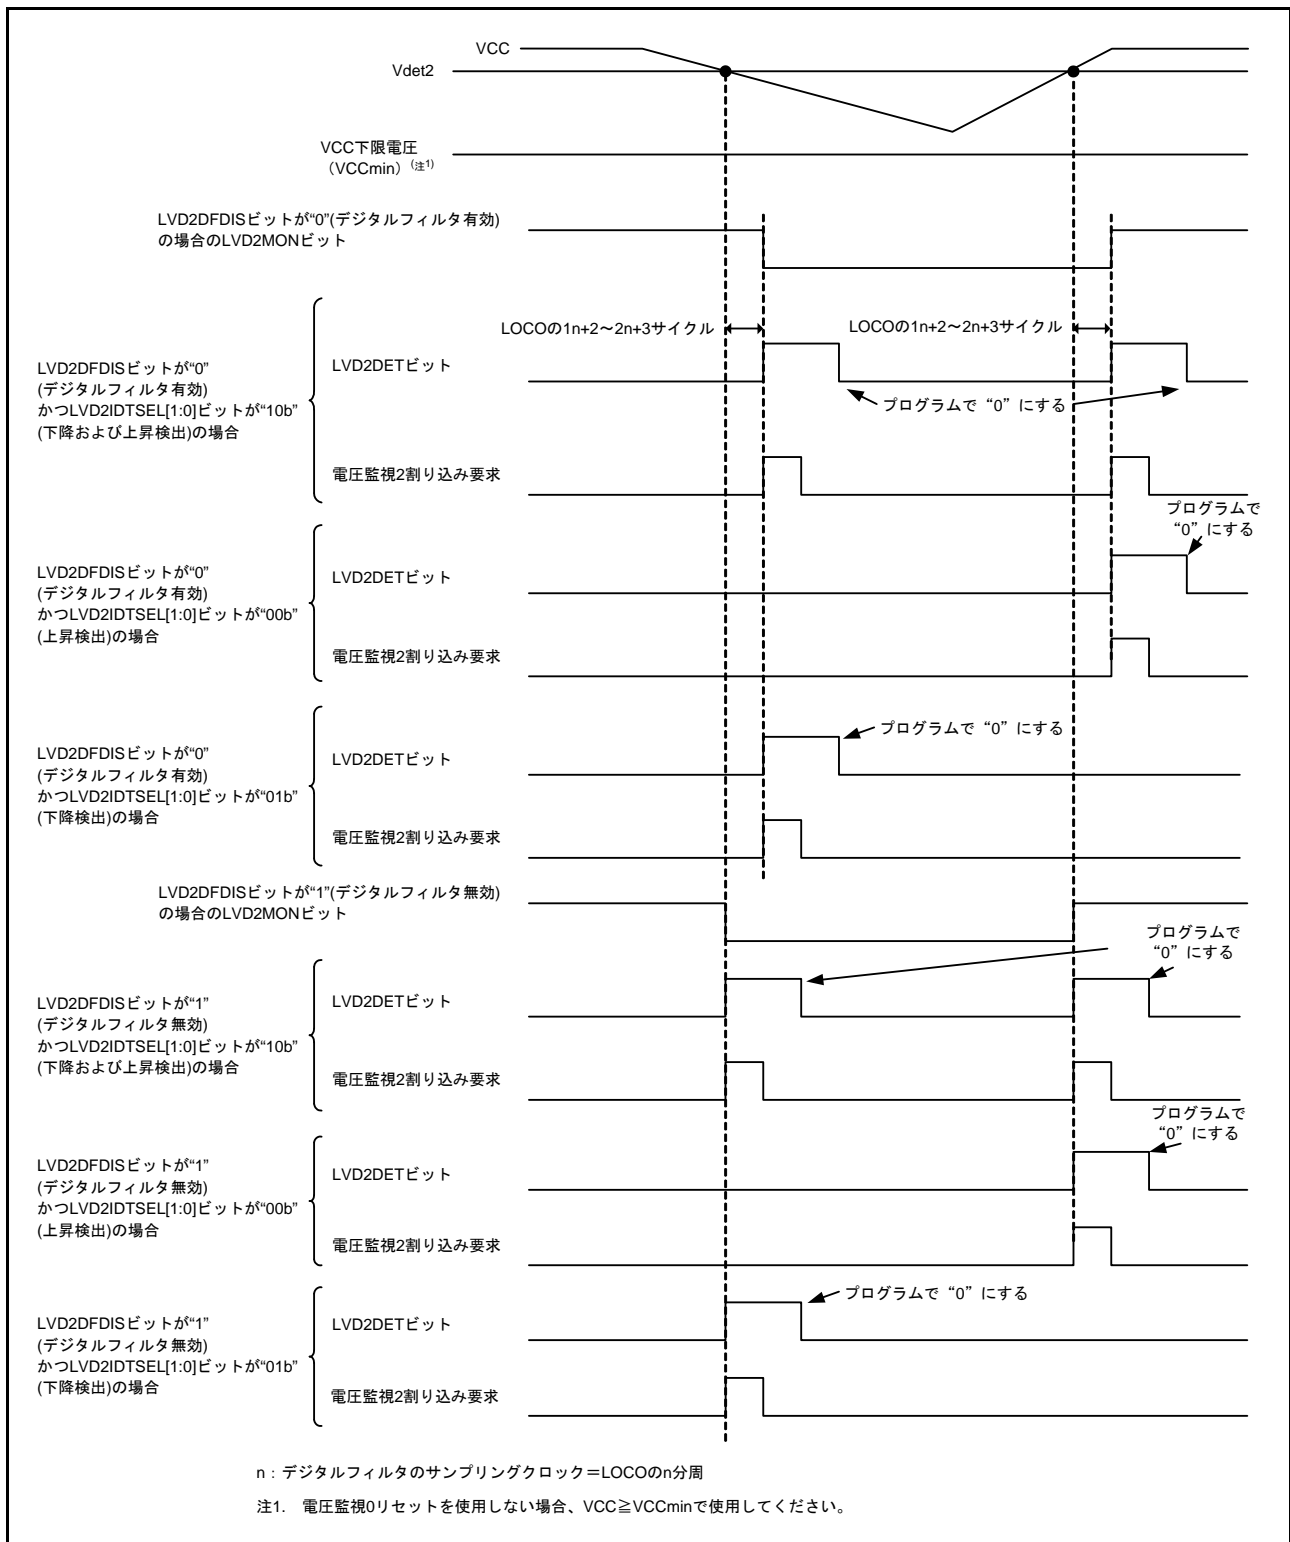 VCC
Vdet2
VCC下限電圧
（VCCmin）(注1)
LVD2DFDISビットが“0”(デジタルフィルタ有効)
の場合のLVD2MONビット
LOCOの1n+2～2n+3サイクル
LOCOの1n+2～2n+3サイクル
LVD2DFDISビットが“0”
(デジタルフィルタ有効)
かつLVD2IDTSEL[1:0]ビットが“10b”
(下降および上昇検出)の場合
LVD2DETビット
プログラムで“0”にする
電圧監視2割り込み要求
プログラムで
“0”にする
LVD2DFDISビットが“0”
(デジタルフィルタ有効)
かつLVD2IDTSEL[1:0]ビットが“00b”
(上昇検出)の場合
LVD2DETビット
電圧監視2割り込み要求
プログラムで“0”にする
LVD2DFDISビットが“0”
(デジタルフィルタ有効)
かつLVD2IDTSEL[1:0]ビットが“01b”
(下降検出)の場合
LVD2DETビット
電圧監視2割り込み要求
LVD2DFDISビットが“1”(デジタルフィルタ無効)
の場合のLVD2MONビット
プログラムで
“0”にする
LVD2DFDISビットが“1”
(デジタルフィルタ無効)
かつLVD2IDTSEL[1:0]ビットが“10b”
(下降および上昇検出)の場合
LVD2DETビット
電圧監視2割り込み要求
プログラムで
“0”にする
LVD2DFDISビットが“1”
(デジタルフィルタ無効)
かつLVD2IDTSEL[1:0]ビットが“00b”
(上昇検出)の場合
LVD2DETビット
電圧監視2割り込み要求
プログラムで“0”にする
LVD2DFDISビットが“1”
(デジタルフィルタ無効)
かつLVD2IDTSEL[1:0]ビットが“01b”
(下降検出)の場合
LVD2DETビット
電圧監視2割り込み要求
n：デジタルフィルタのサンプリングクロック＝LOCOのn分周
注1. 電圧監視0リセットを使用しない場合、VCC≧VCCminで使用してください。